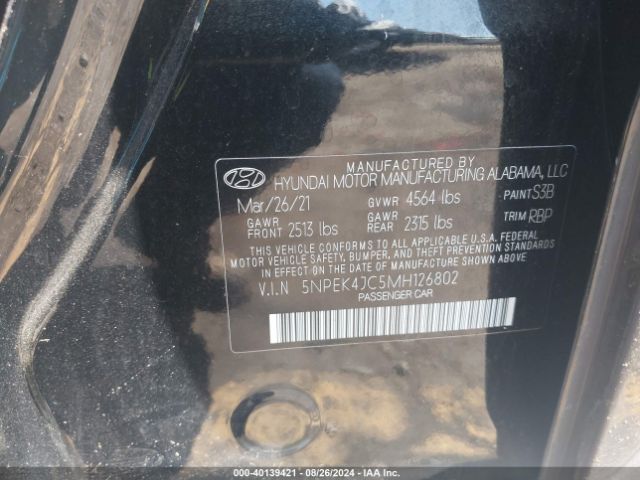 MANUFACTURED BY
HYUNDAI MOTOR MANUFACTURING ALABAMA, LLC
Mar/26/21 GVWR 4564 lbs PAINT S3B
GAWR FRONT 2513 lbs GAWR REAR 2315 lbs TRIM RBP
THIS VEHICLE CONFORMS TO ALL APPLICABLE U.S.A. FEDERAL
MOTOR VEHICLE SAFETY, BUMPER, AND THEFT PREVENTION STANDARDS
IN EFFECT ON THE DATE OF MANUFACTURE SHOWN ABOVE
V.I.N 5NPEK4JC5MH126802
PASSENGER CAR
000-40139421 - 08/26/2024 - IAA Inc.